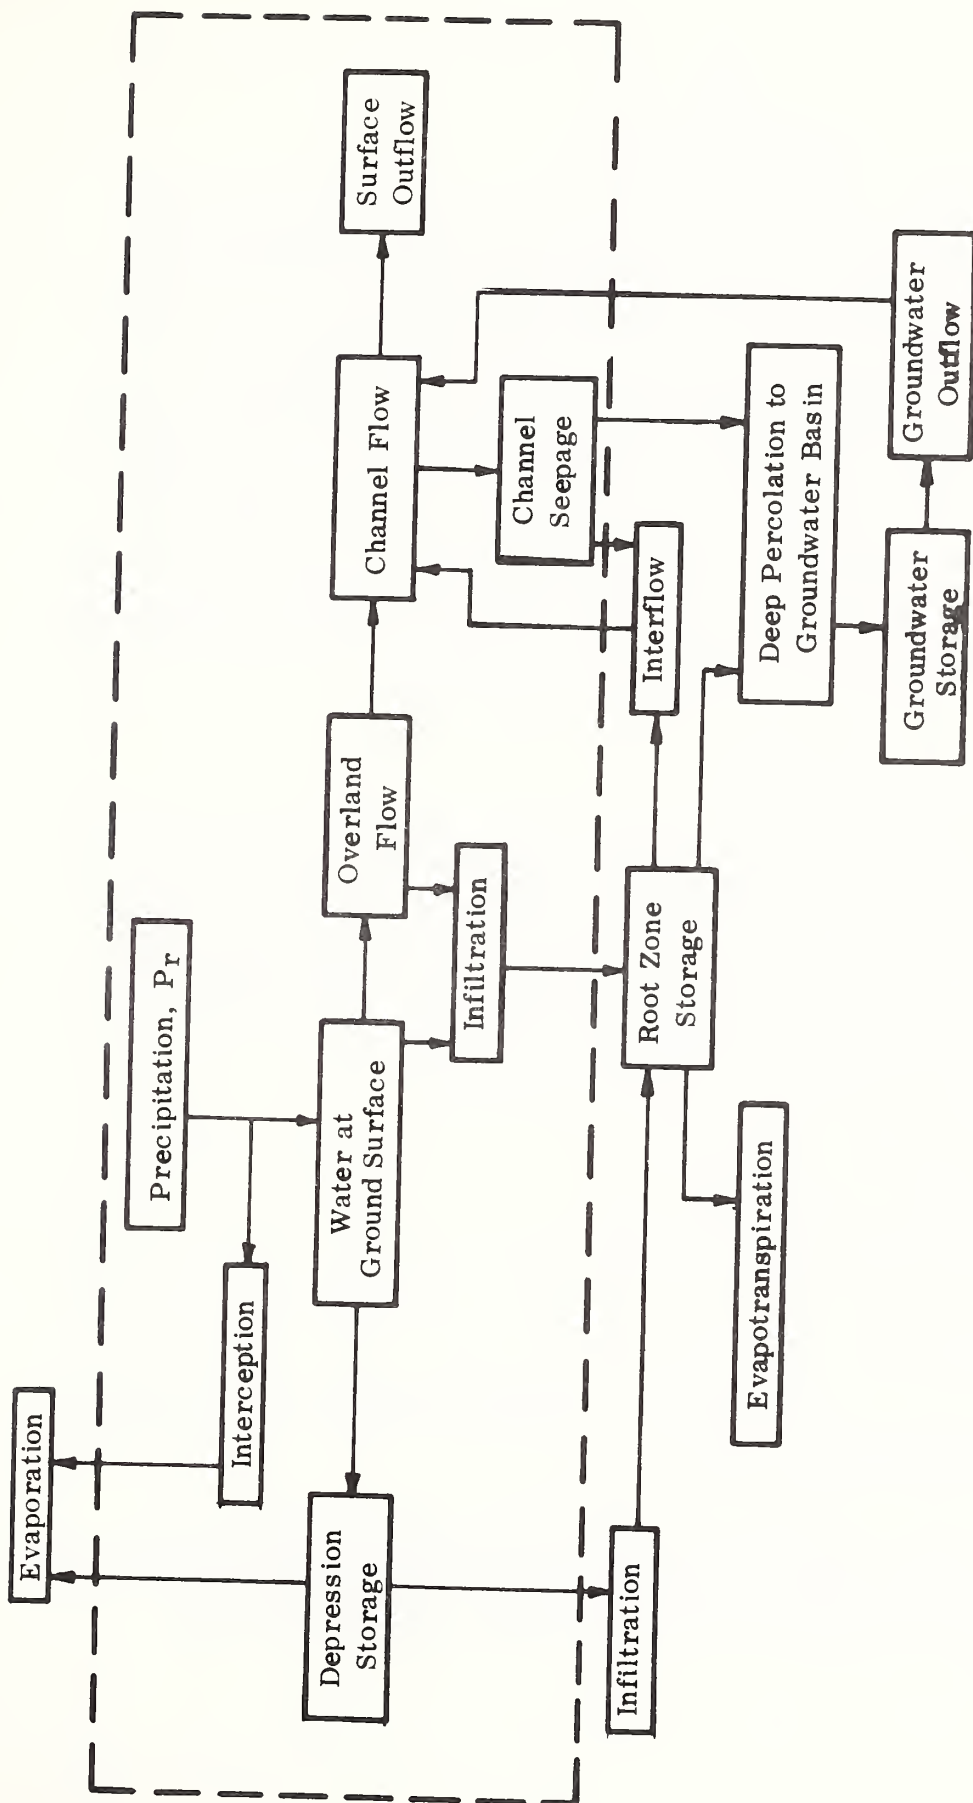 Evaporation
Precipitation, Pr
Interception
Depression
Storage
Water at
Ground Surface
Overland
Flow
Channel Flow
Surface
Outflow
Infiltration
Channel
Seepage
Infiltration
Root Zone
Storage
Interflow
Evapotranspiration
Deep Percolation to
Groundwater Basin
Groundwater
Storage
Groundwater
Outflow